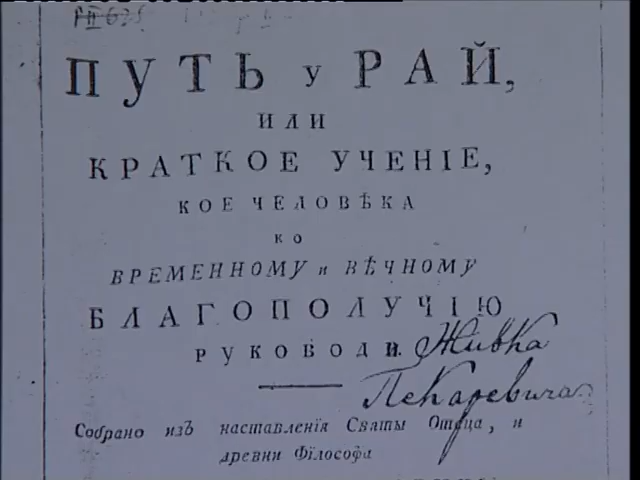 ПУТЬ у РАЙ,
ИЛИ
КРАТКОЕ УЧЕНІЕ,
КОЕ ЧЕЛОВѢКА
КО
ВРЕМЕННОМУ и ВѢЧНОМУ
БЛАГОПОЛУЧІЮ
РУКОВОДИ. Живка
Пекаревича
Собрано изъ наставленія Святы Отеца, и
древни Філософа